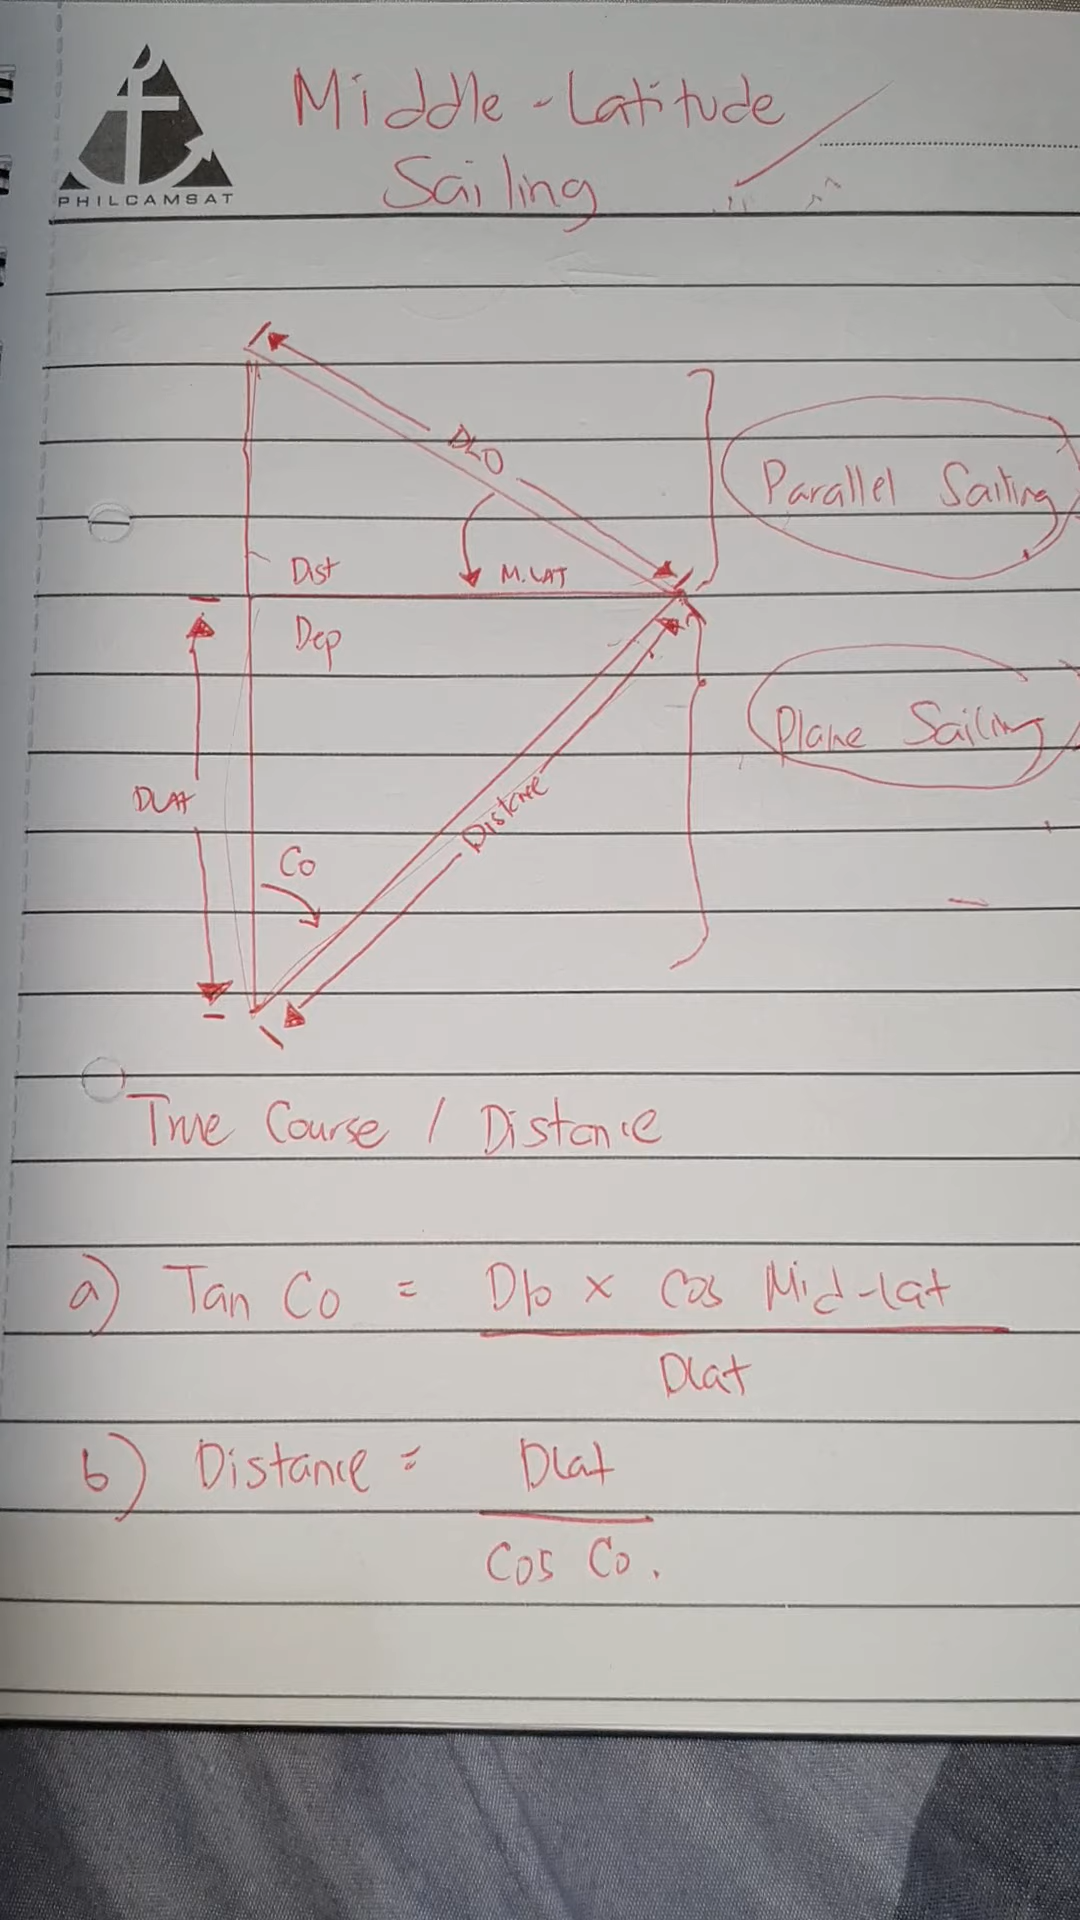 Middle-Latitude
Sailing
PHILCAMSAT
DLO
Parallel Sailing
Dist
M.LAT
Dep
Plane Sailing
DLAT
Distance
Co
True Course / Distance
a) Tan Co = Dlo x Cos Mid-lat
Dlat
b) Distance = Dlat
Cos Co.